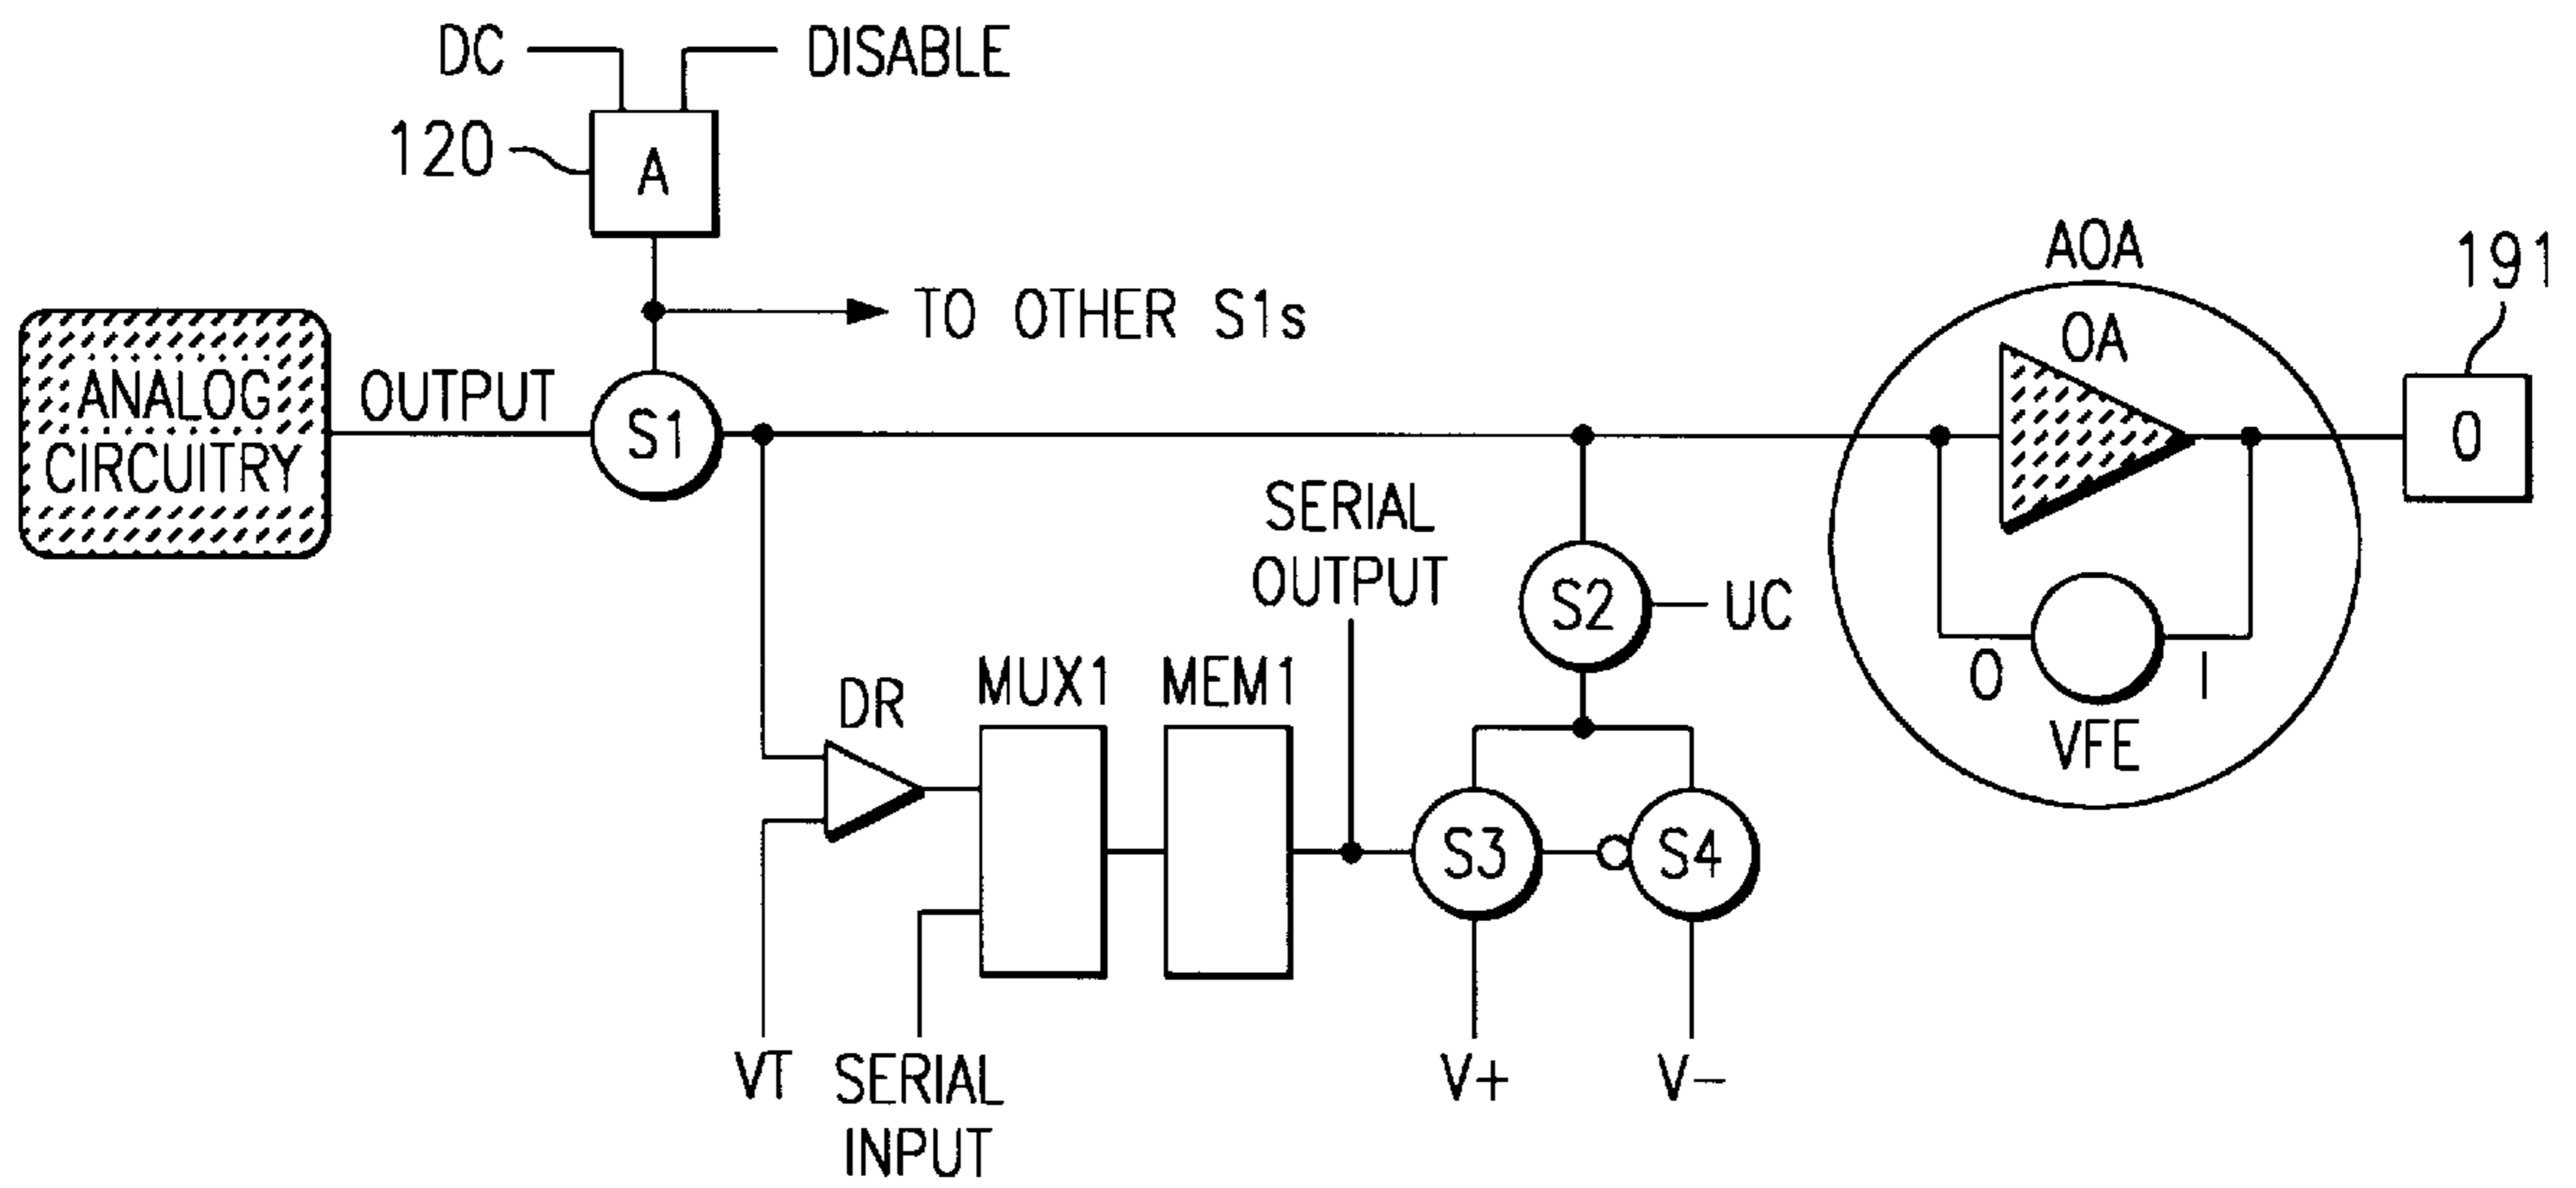 DC
DISABLE
120
A
AOA
191
TO OTHER S1s
OA
ANALOG
CIRCUITRY
OUTPUT
S1
O
SERIAL
OUTPUT
S2
UC
DR
MUX1
MEM1
O
I
VFE
S3
S4
VT
SERIAL
INPUT
V+
V−